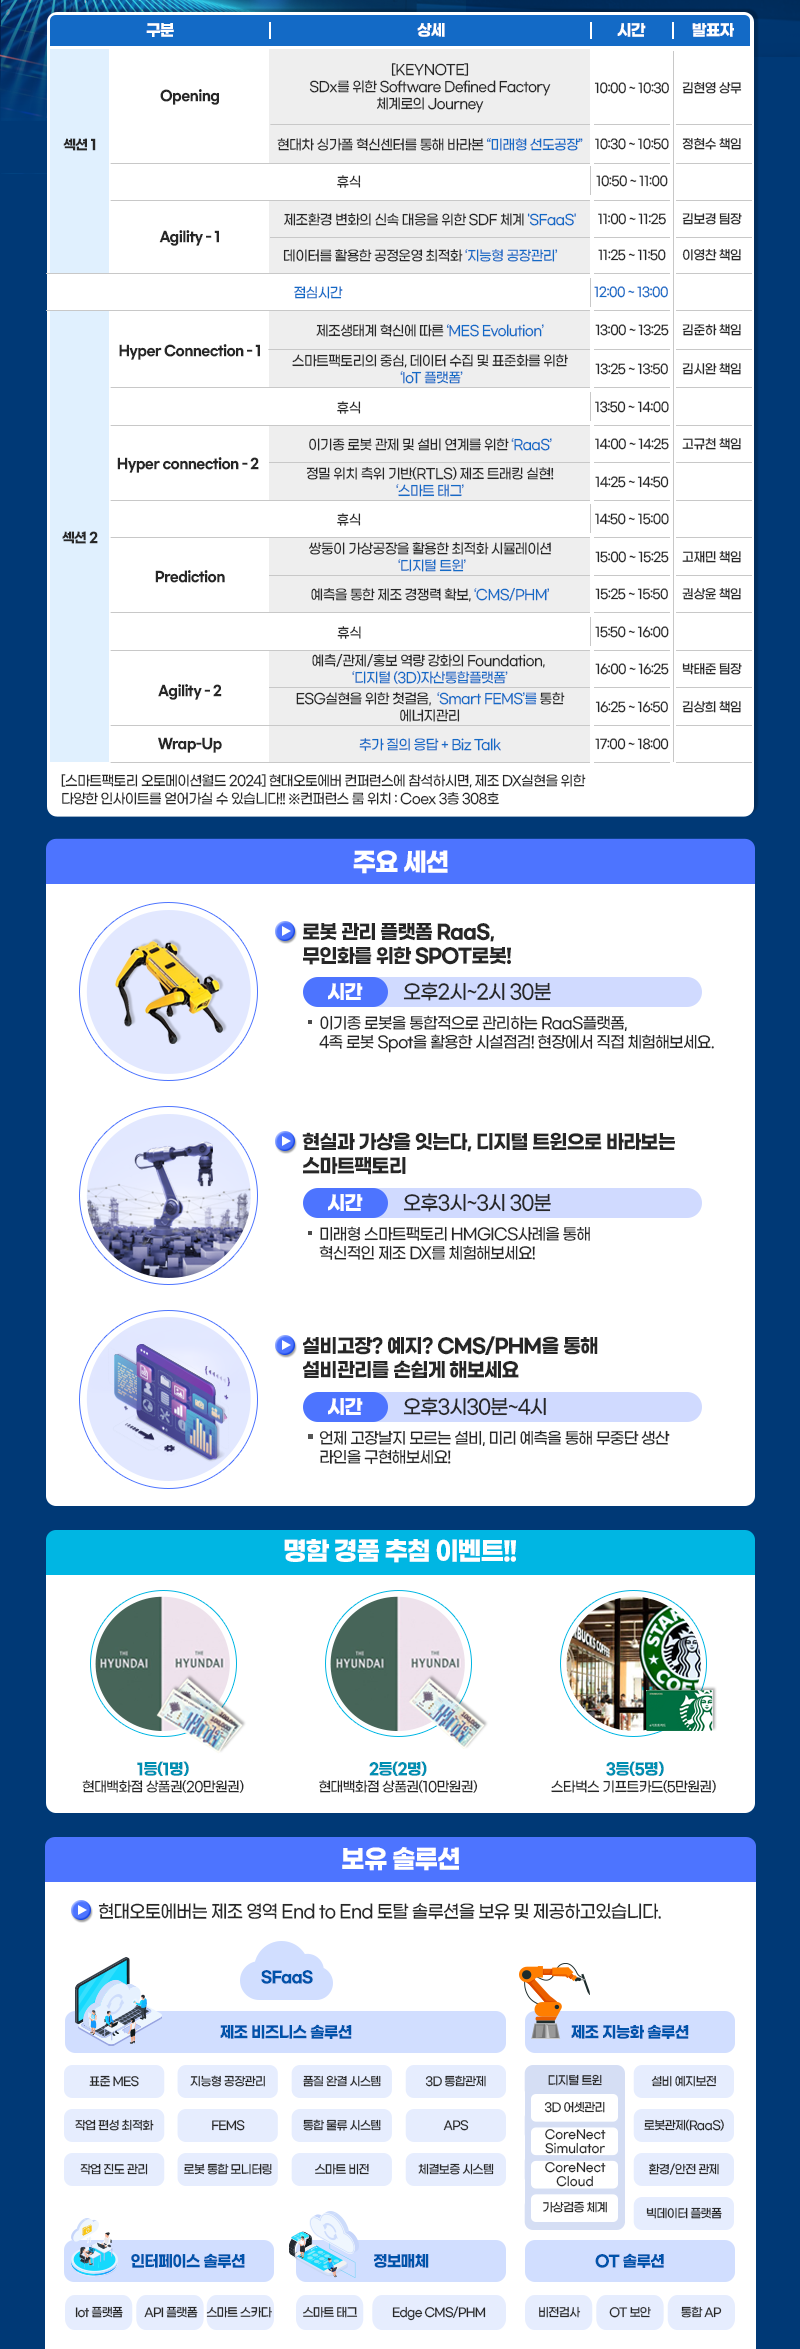 구분 상세 시간 발표자
섹션 1
Opening
[KEYNOTE]
SDx를 위한 Software Defined Factory
체계로의 Journey
10:00 ~ 10:30 김현영 상무
현대차 싱가폴 혁신센터를 통해 바라본 “미래형 선도공장” 10:30 ~ 10:50 정현수 책임
휴식 10:50 ~ 11:00
Agility - 1
제조환경 변화의 신속 대응을 위한 SDF 체계 'SFaaS' 11:00 ~ 11:25 김보경 팀장
데이터를 활용한 공정운영 최적화 ‘지능형 공장관리’ 11:25 ~ 11:50 이영찬 책임
점심시간 12:00 ~ 13:00
섹션 2
Hyper Connection - 1
제조생태계 혁신에 따른 ‘MES Evolution’ 13:00 ~ 13:25 김준하 책임
스마트팩토리의 중심, 데이터 수집 및 표준화를 위한
‘IoT 플랫폼’
13:25 ~ 13:50 김시완 책임
휴식 13:50 ~ 14:00
Hyper connection - 2
이기종 로봇 관제 및 설비 연계를 위한 ‘RaaS’ 14:00 ~ 14:25 고규천 책임
정밀 위치 측위 기반(RTLS) 제조 트래킹 실현!
‘스마트 태그’
14:25 ~ 14:50
휴식 14:50 ~ 15:00
Prediction
쌍둥이 가상공장을 활용한 최적화 시뮬레이션
‘디지털 트윈’
15:00 ~ 15:25 고재민 책임
예측을 통한 제조 경쟁력 확보, ‘CMS/PHM’ 15:25 ~ 15:50 권상윤 책임
휴식 15:50 ~ 16:00
Agility - 2
예측/관제/홍보 역량 강화의 Foundation,
‘디지털 (3D)자산통합플랫폼’
16:00 ~ 16:25 박태준 팀장
ESG실현을 위한 첫걸음, ‘Smart FEMS’를 통한
에너지관리
16:25 ~ 16:50 김상희 책임
Wrap-Up 추가 질의 응답 + Biz Talk 17:00 ~ 18:00
[스마트팩토리 오토메이션월드 2024] 현대오토에버 컨퍼런스에 참석하시면, 제조 DX실현을 위한
다양한 인사이트를 얻어가실 수 있습니다!! ※컨퍼런스 룸 위치 : Coex 3층 308호
주요 세션
로봇 관리 플랫폼 RaaS,
무인화를 위한 SPOT로봇!
시간 오후2시~2시 30분
▪ 이기종 로봇을 통합적으로 관리하는 RaaS플랫폼,
4족 로봇 Spot을 활용한 시설점검! 현장에서 직접 체험해보세요.
현실과 가상을 잇는다, 디지털 트윈으로 바라보는
스마트팩토리
시간 오후3시~3시 30분
▪ 미래형 스마트팩토리 HMGICS사례을 통해
혁신적인 제조 DX를 체험해보세요!
설비고장? 예지? CMS/PHM을 통해
설비관리를 손쉽게 해보세요
시간 오후3시30분~4시
▪ 언제 고장날지 모르는 설비, 미리 예측을 통해 무중단 생산
라인을 구현해보세요!
명함 경품 추첨 이벤트!!
THE HYUNDAI THE HYUNDAI
THE HYUNDAI THE HYUNDAI
1등(1명)
현대백화점 상품권(20만원권)
2등(2명)
현대백화점 상품권(10만원권)
3등(5명)
스타벅스 기프트카드(5만원권)
보유 솔루션
현대오토에버는 제조 영역 End to End 토탈 솔루션을 보유 및 제공하고있습니다.
SFaaS
제조 비즈니스 솔루션
표준 MES 지능형 공장관리 품질 완결 시스템 3D 통합관제
작업 편성 최적화 FEMS 통합 물류 시스템 APS
작업 진도 관리 로봇 통합 모니터링 스마트 비전 체결보증 시스템
제조 지능화 솔루션
디지털 트윈
3D 어셋관리
CoreNect
Simulator
CoreNect
Cloud
가상검증 체계
설비 예지보전
로봇관제(RaaS)
환경/안전 관제
빅데이터 플랫폼
인터페이스 솔루션
Iot 플랫폼 API 플랫폼 스마트 스카다
정보매체
스마트 태그 Edge CMS/PHM
OT 솔루션
비전검사 OT 보안 통합 AP